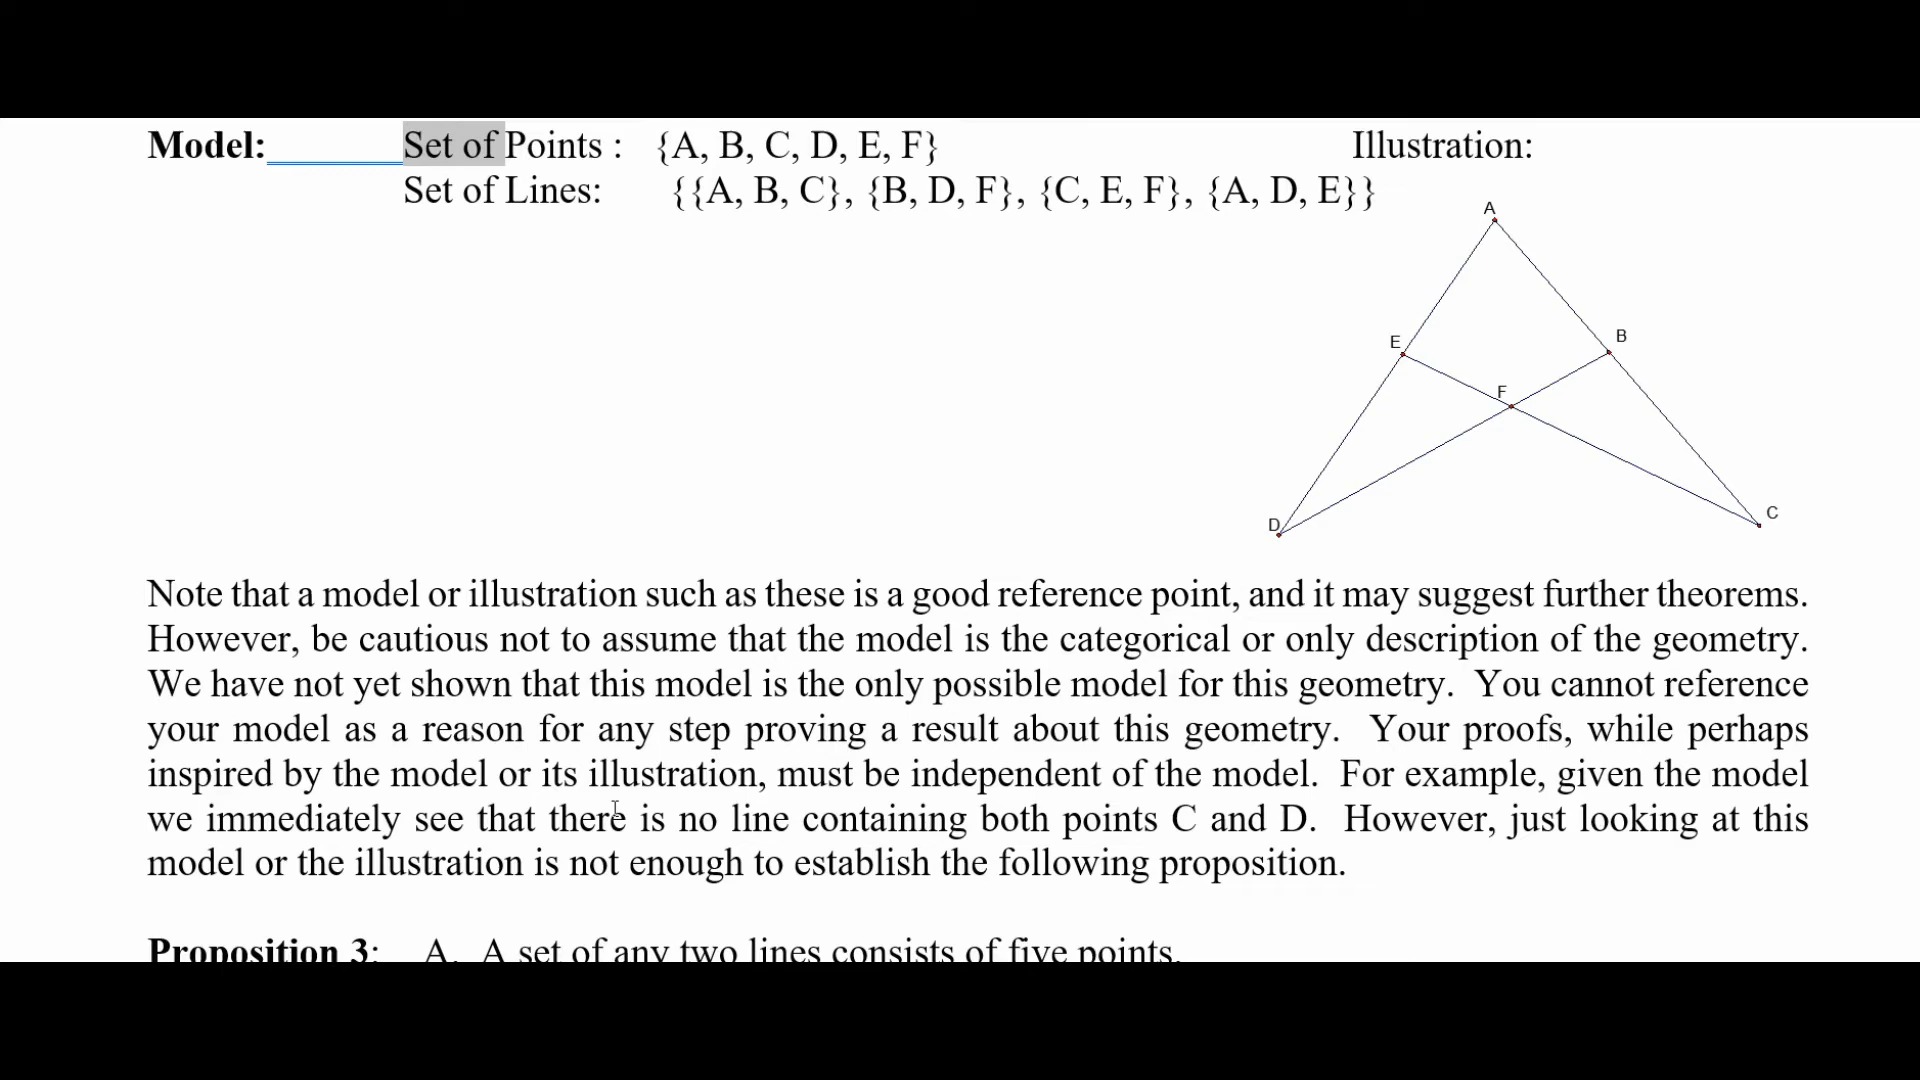 Model: Set of Points : {A, B, C, D, E, F} Illustration:
Set of Lines: {{A, B, C}, {B, D, F}, {C, E, F}, {A, D, E}}
A
E
B
F
D
C
Note that a model or illustration such as these is a good reference point, and it may suggest further theorems.
However, be cautious not to assume that the model is the categorical or only description of the geometry.
We have not yet shown that this model is the only possible model for this geometry. You cannot reference
your model as a reason for any step proving a result about this geometry. Your proofs, while perhaps
inspired by the model or its illustration, must be independent of the model. For example, given the model
we immediately see that there is no line containing both points C and D. However, just looking at this
model or the illustration is not enough to establish the following proposition.
Proposition 3: A. A set of any two lines consists of five points.